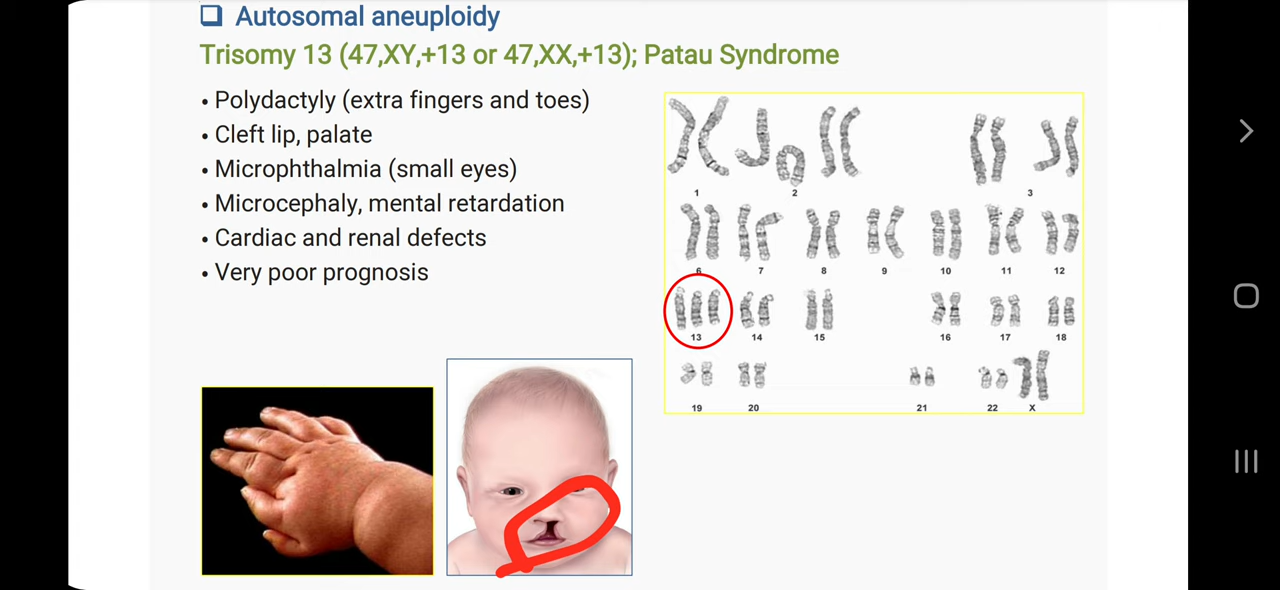 Autosomal aneuploidy
Trisomy 13 (47,XY,+13 or 47,XX,+13); Patau Syndrome
• Polydactyly (extra fingers and toes)
• Cleft lip, palate
• Microphthalmia (small eyes)
• Microcephaly, mental retardation
• Cardiac and renal defects
• Very poor prognosis
1 2 3
6 7 8 9 10 11 12
13 14 15 16 17 18
19 20 21 22 X